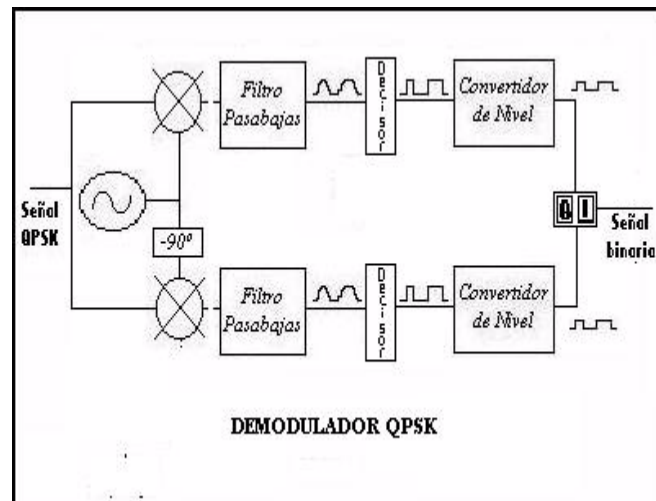 Filtro
Pasabajas
Decisor
Convertidor
de Nivel
Señal
QPSK
-90º
Q I
Señal
binaria
Filtro
Pasabajas
Decisor
Convertidor
de Nivel
DEMODULADOR QPSK